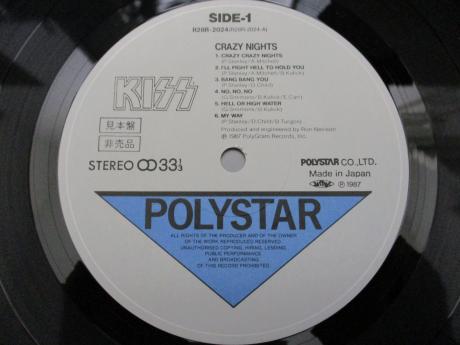 SIDE-1
R28R-2024(R28R-2024-A)
CRAZY NIGHTS
1. CRAZY CRAZY NIGHTS
(P.Stanley/A.Mitchell)
2. I'LL FIGHT HELL TO HOLD YOU
(P.Stanley/A.Mitchell/B.Kulick)
3. BANG BANG YOU
(P.Stanley/D.Child)
4. NO, NO, NO
(G.Simmons/B.Kulick/E.Carr)
5. HELL OR HIGH WATER
(G.Simmons/B.Kulick)
6. MY WAY
(P.Stanley/D.Child/B.Turgon)
Produced and engineered by Ron Nevison
℗1987 PolyGram Records, Inc.
KISS
見本盤
非売品
STEREO 33 1/3
POLYSTAR CO.,LTD.
Made in Japan
℗ 1987
POLYSTAR
ALL RIGHTS OF THE PRODUCER AND OF THE OWNER
OF THE WORK REPRODUCED RESERVED.
UNAUTHORISED COPYING, HIRING, LENDING,
PUBLIC PERFORMANCE
AND BROADCASTING
OF THIS RECORD PROHIBITED.